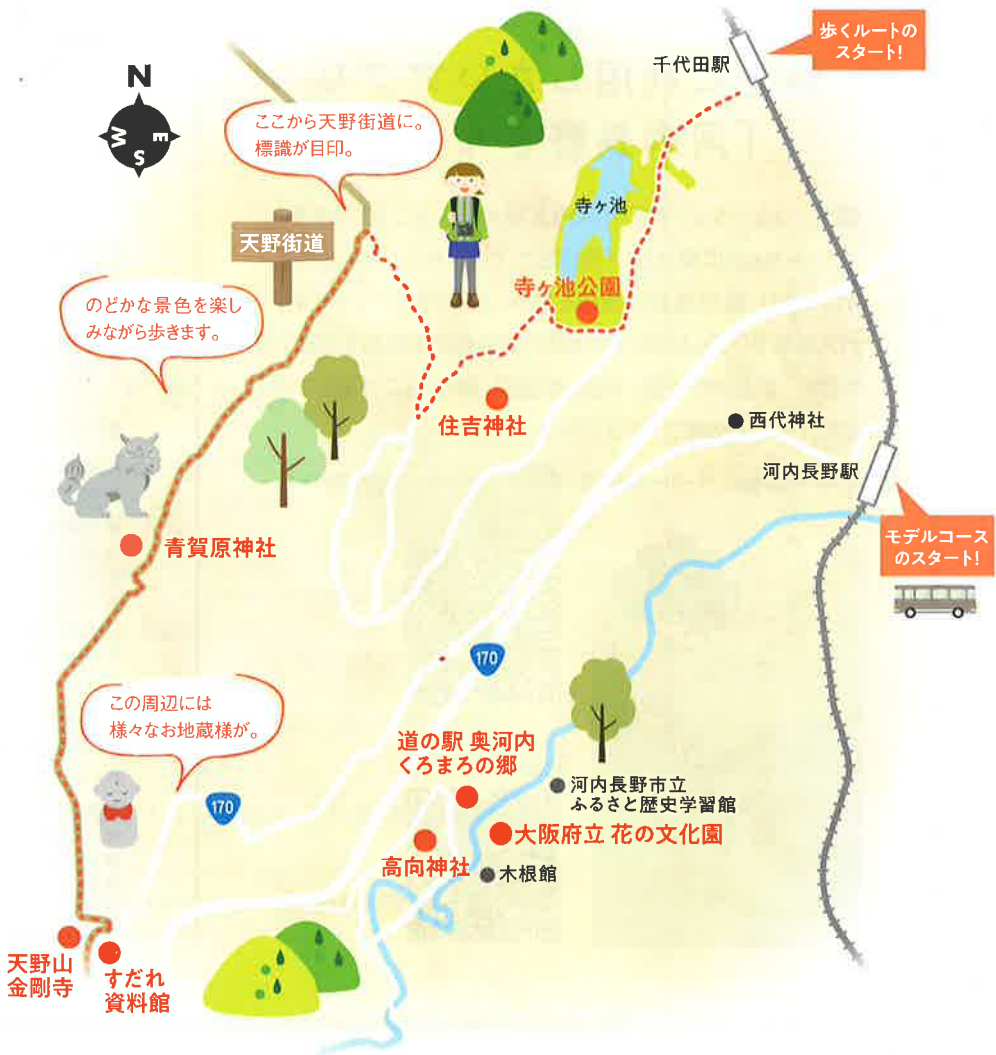 歩くルートの
スタート!
千代田駅
N
E
S
W
ここから天野街道に。
標識が目印。
天野街道
寺ヶ池
寺ヶ池公園
のどかな景色を楽し
みながら歩きます。
住吉神社
西代神社
河内長野駅
モデルコース
のスタート!
青賀原神社
170
この周辺には
様々なお地蔵様が。
道の駅 奥河内
くろまろの郷
河内長野市立
ふるさと歴史学習館
170
大阪府立 花の文化園
高向神社
木根館
天野山
金剛寺
すだれ
資料館